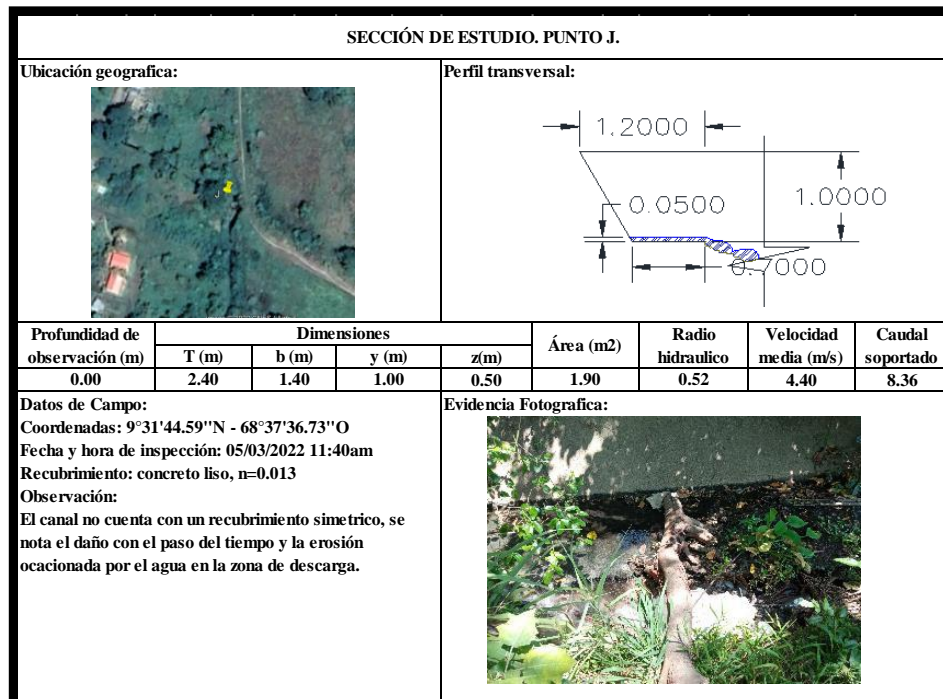 SECCIÓN DE ESTUDIO. PUNTO J.
Ubicación geografica:
J
Perfil transversal:
1.2000
1.0000
0.0500
Profundidad de observación (m)
Dimensiones
T (m) b (m) y (m) z(m)
Área (m2)
Radio hidraulico
Velocidad media (m/s)
Caudal soportado
0.00 2.40 1.40 1.00 0.50 1.90 0.52 4.40 8.36
Datos de Campo:
Coordenadas: 9°31'44.59"N - 68°37'36.73"O
Fecha y hora de inspección: 05/03/2022 11:40am
Recubrimiento: concreto liso, n=0.013
Observación:
El canal no cuenta con un recubrimiento simetrico, se
nota el daño con el paso del tiempo y la erosión
ocacionada por el agua en la zona de descarga.
Evidencia Fotografica: